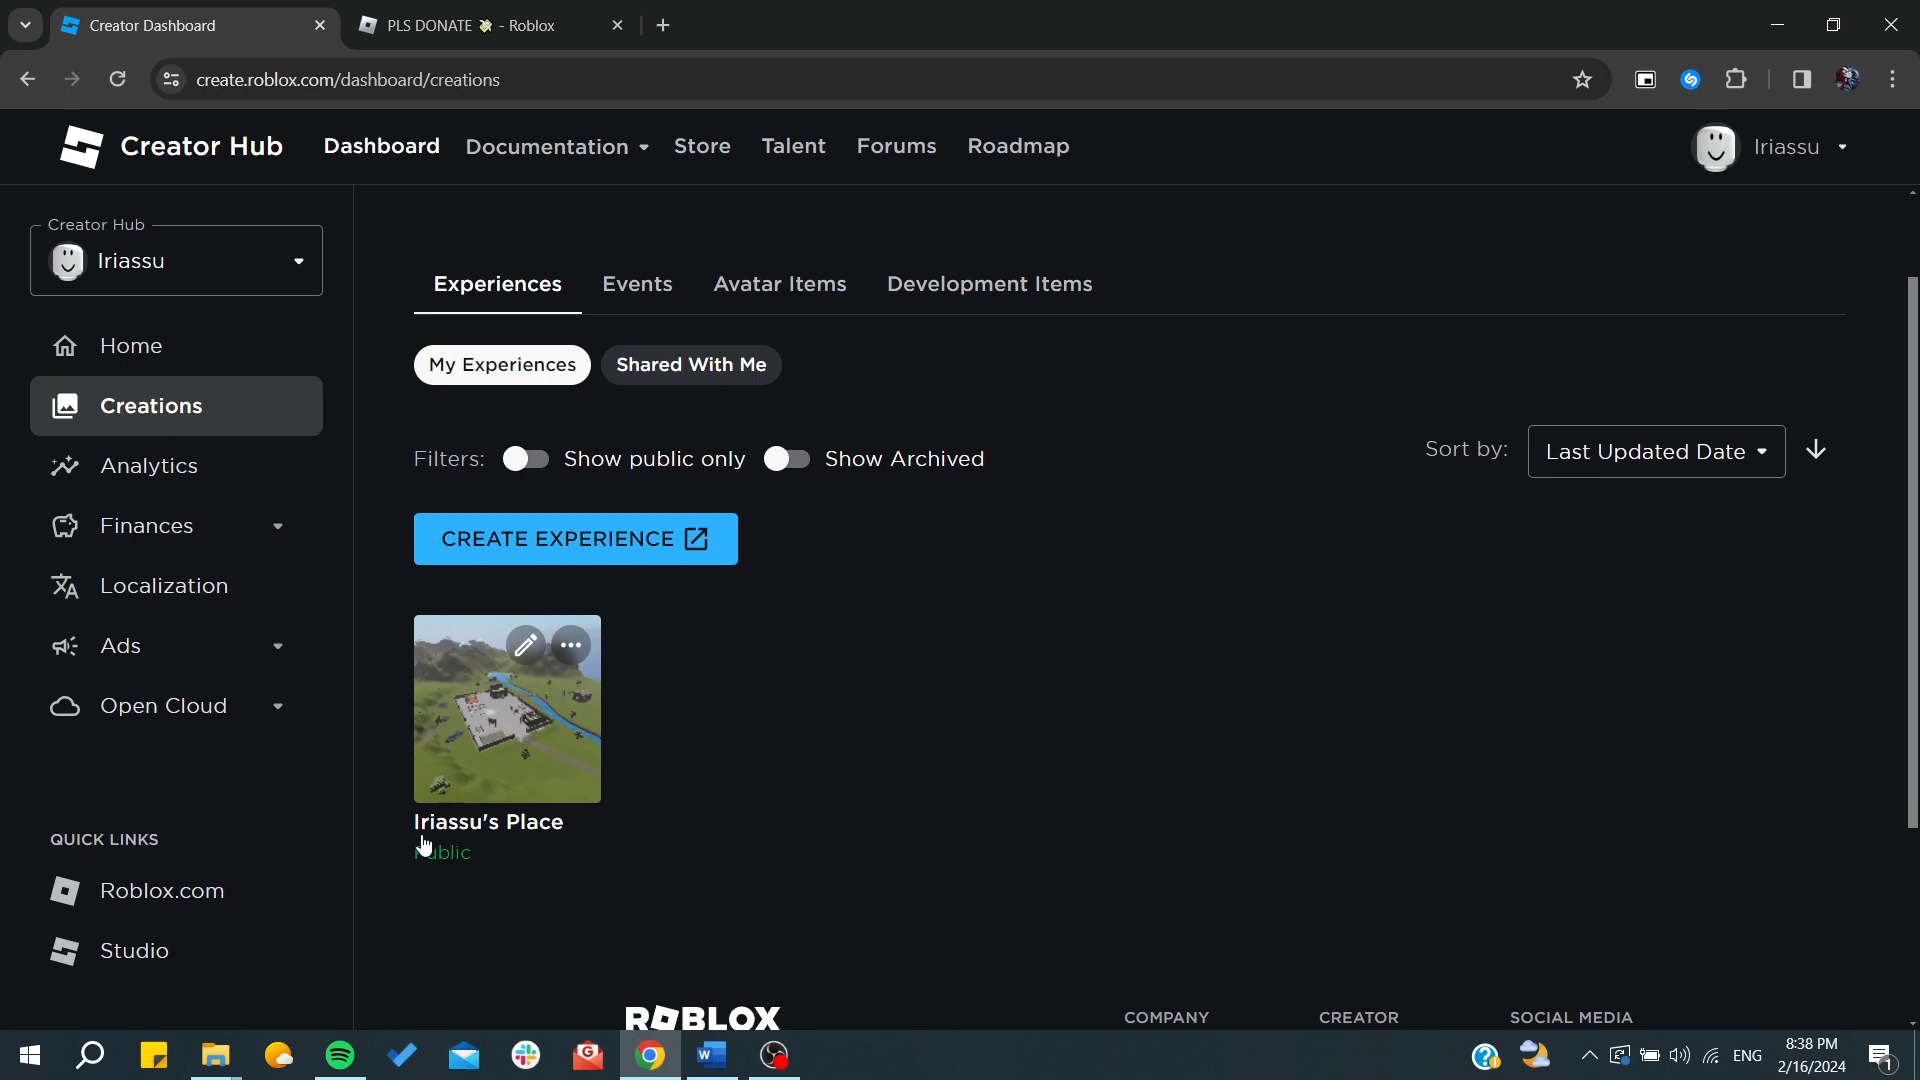 Creator Dashboard
PLS DONATE 💸 - Roblox
create.roblox.com/dashboard/creations
Creator Hub
Dashboard
Documentation
Store
Talent
Forums
Roadmap
Iriassu
Creator Hub
Iriassu
Home
Creations
Analytics
Finances
Localization
Ads
Open Cloud
QUICK LINKS
Roblox.com
Studio
Experiences
Events
Avatar Items
Development Items
My Experiences
Shared With Me
Filters:
Show public only
Show Archived
Sort by:
Last Updated Date
CREATE EXPERIENCE
Iriassu's Place
Public
ROBLOX
COMPANY
CREATOR
SOCIAL MEDIA
ENG
8:38 PM
2/16/2024
1